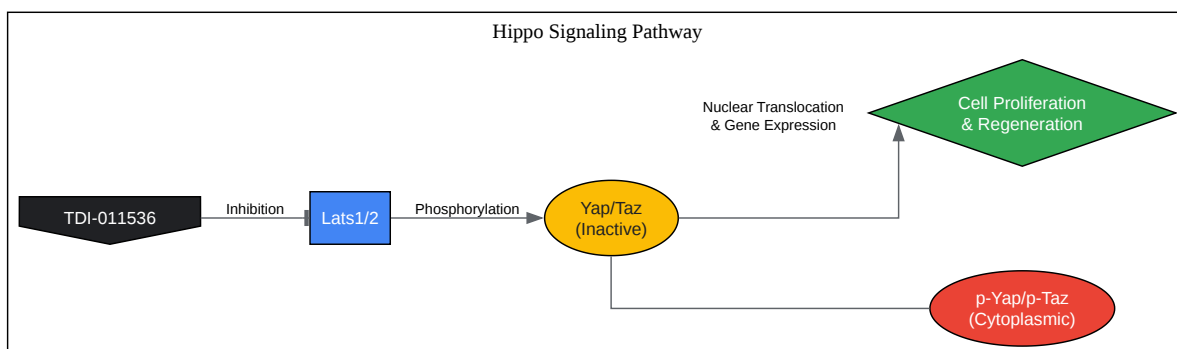 Hippo Signaling Pathway
Nuclear Translocation
& Gene Expression
Cell Proliferation
& Regeneration
TDI-011536
Inhibition
Lats1/2
Phosphorylation
Yap/Taz
(Inactive)
p-Yap/p-Taz
(Cytoplasmic)